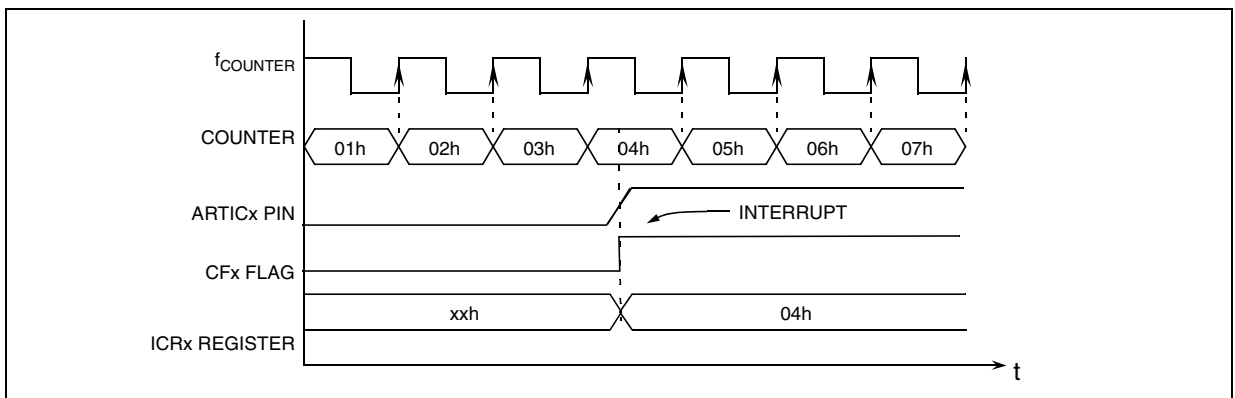 fCOUNTER
COUNTER 01h 02h 03h 04h 05h 06h 07h
ARTICx PIN INTERRUPT
CFx FLAG
xxh 04h
ICRx REGISTER
t